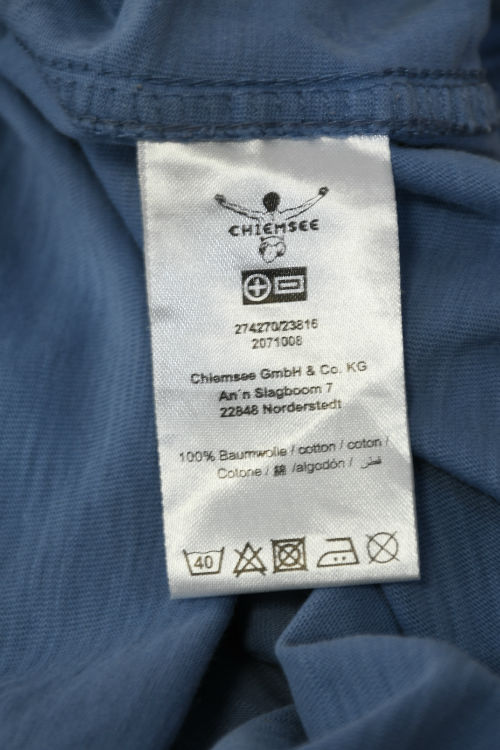 CHIEMSEE
274270/23816
2071008
Chiemsee GmbH & Co. KG
An'n Slagboom 7
22848 Norderstedt
100% Baumwolle / cotton / coton /
Cotone / 綿 /algodón / قطن
40